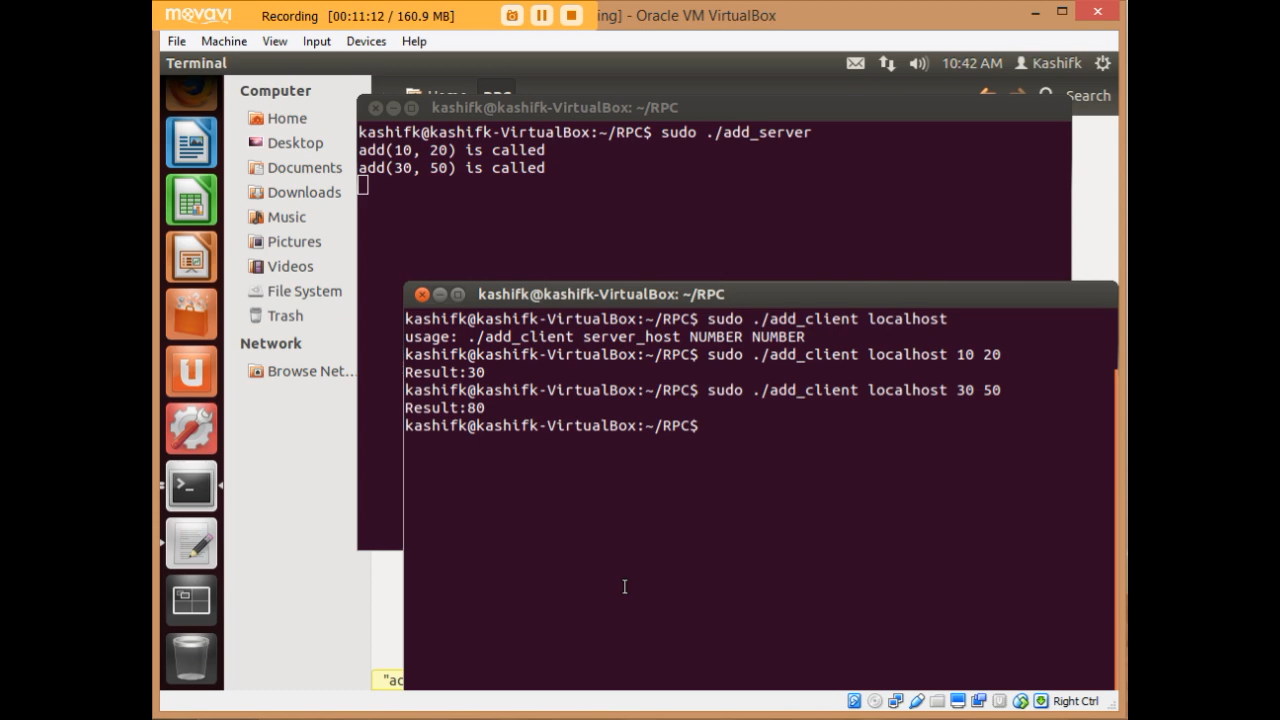 movavi Recording [00:11:12 / 160.9 MB] ing] - Oracle VM VirtualBox
File Machine View Input Devices Help
Terminal 10:42 AM Kashifk
Computer
Home
Desktop
Documents
Downloads
Music
Pictures
Videos
File System
Trash
Network
Browse Net...
Search
kashifk@kashifk-VirtualBox: ~/RPC
kashifk@kashifk-VirtualBox:~/RPC$ sudo ./add_server
add(10, 20) is called
add(30, 50) is called
kashifk@kashifk-VirtualBox: ~/RPC
kashifk@kashifk-VirtualBox:~/RPC$ sudo ./add_client localhost
usage: ./add_client server_host NUMBER NUMBER
kashifk@kashifk-VirtualBox:~/RPC$ sudo ./add_client localhost 10 20
Result:30
kashifk@kashifk-VirtualBox:~/RPC$ sudo ./add_client localhost 30 50
Result:80
kashifk@kashifk-VirtualBox:~/RPC$
"ac
Right Ctrl